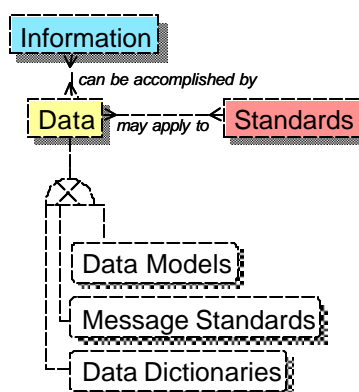 Information
can be accomplished by
Data
may apply to
Standards
Data Models
Message Standards
Data Dictionaries